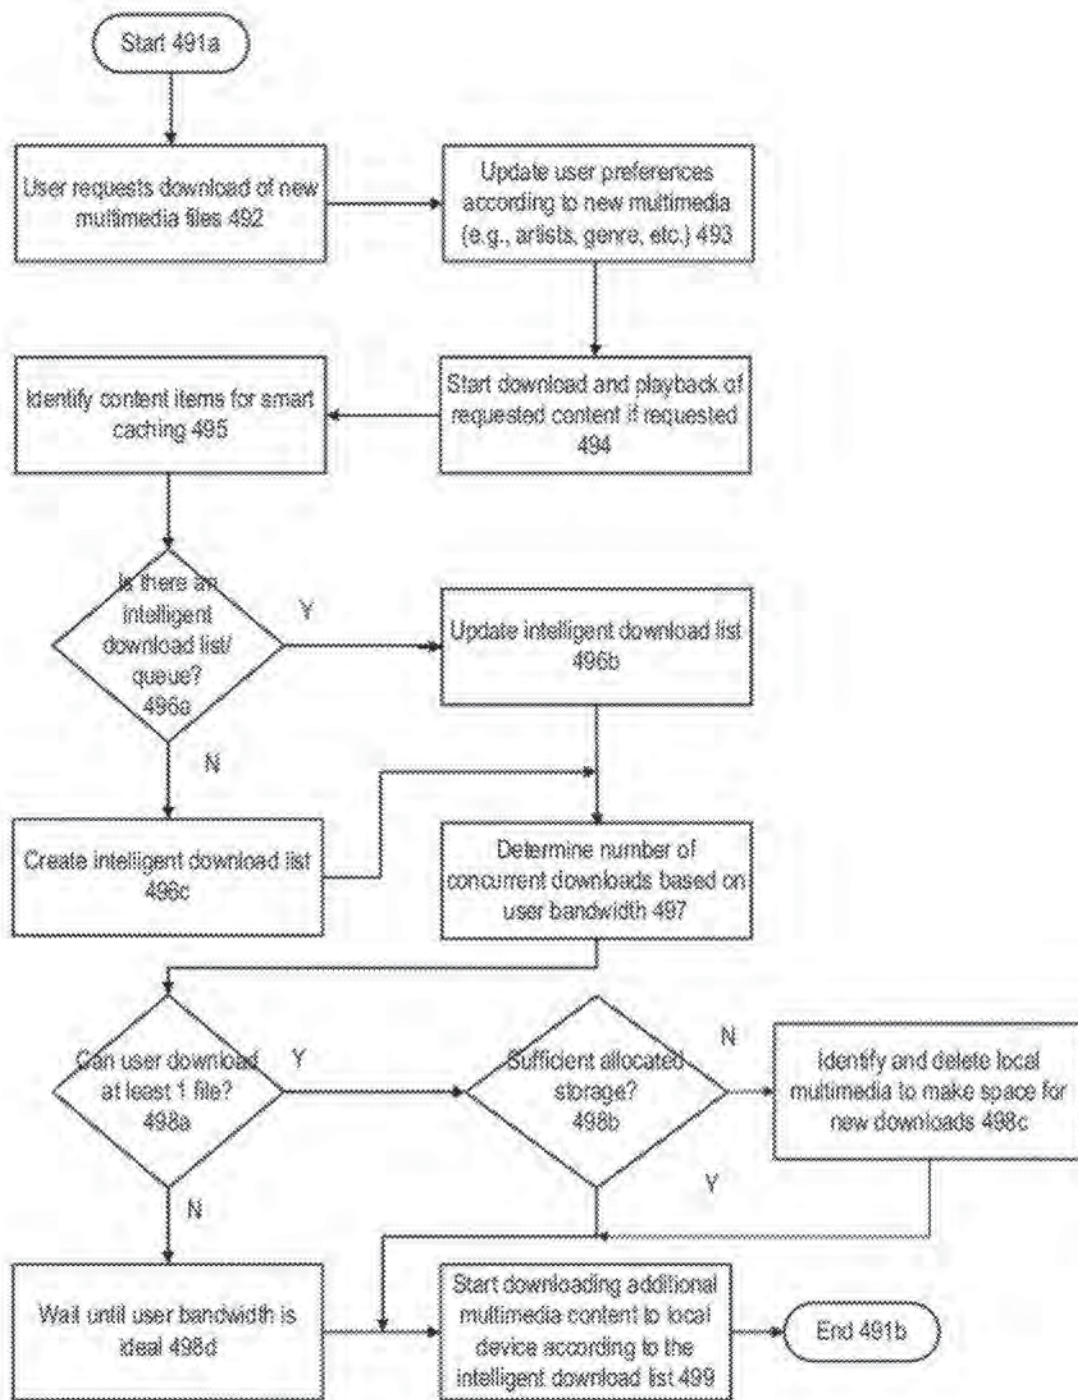 Start 491a
User requests download of new
multimedia files 492
Update user preferences
according to new multimedia
(e.g., artists, genre, etc.) 493
Identify content items for smart
caching 495
Start download and playback of
requested content if requested
494
Is there an
intelligent
download list/
queue?
496a
Y
Update intelligent download list
496b
N
Create intelligent download list
496c
Determine number of
concurrent downloads based on
user bandwidth 497
Can user download
at least 1 file?
498a
Y
Sufficient allocated
storage?
498b
N
Identify and delete local
multimedia to make space for
new downloads 498c
Y
N
Wait until user bandwidth is
ideal 498d
Start downloading additional
multimedia content to local
device according to the
intelligent download list 499
End 491b